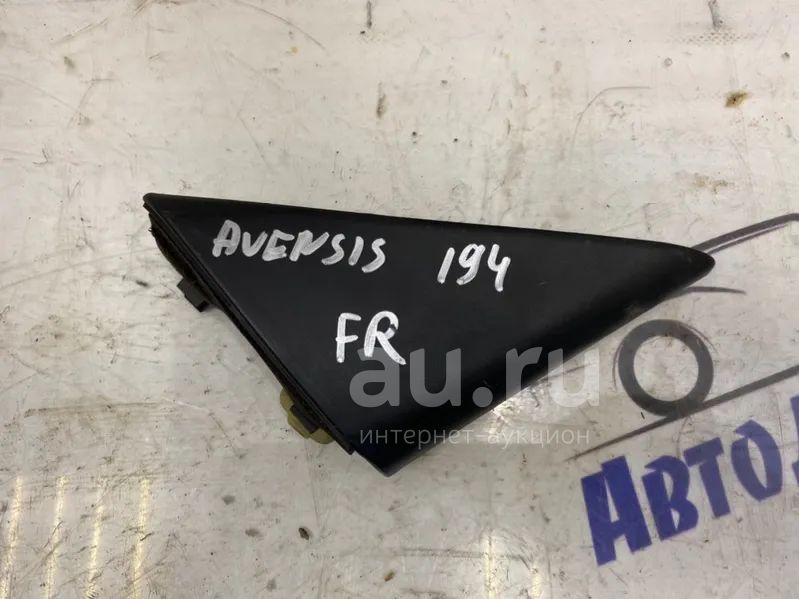 AVENSIS 194
FR
au.ru
интернет-аукцион
Авто